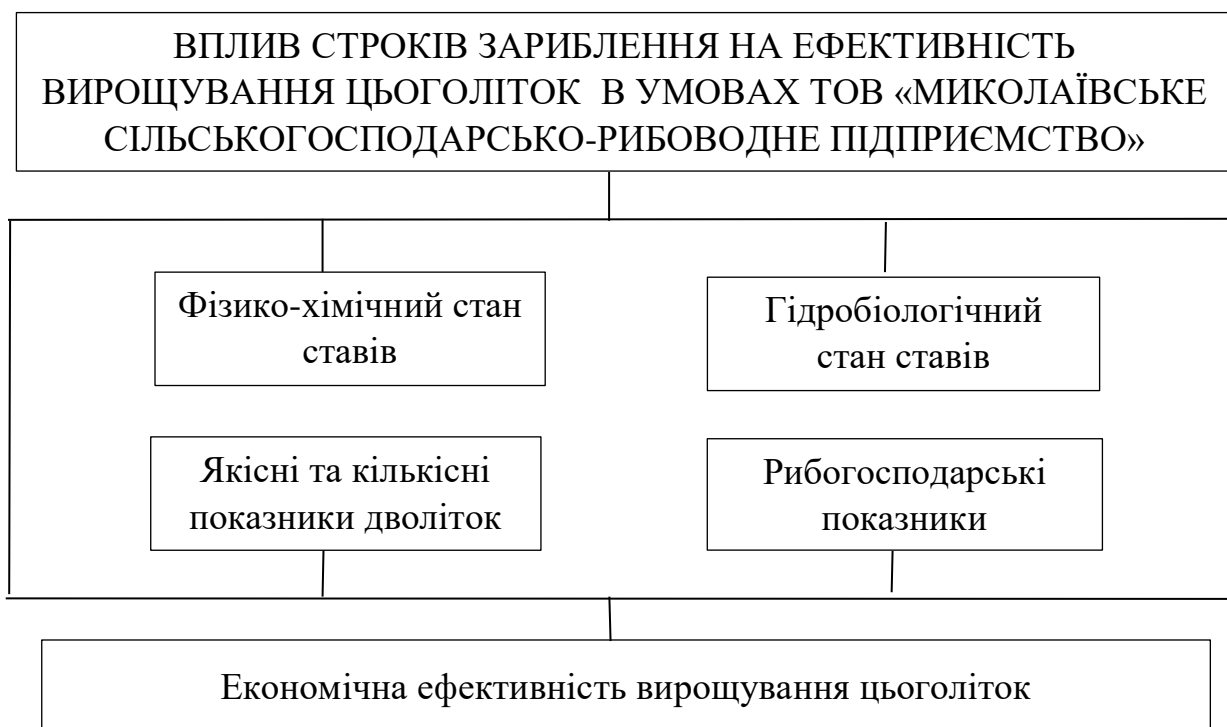 ВПЛИВ СТРОКІВ ЗАРИБЛЕННЯ НА ЕФЕКТИВНІСТЬ
ВИРОЩУВАННЯ ЦЬОГОЛІТОК В УМОВАХ ТОВ «МИКОЛАЇВСЬКЕ
СІЛЬСЬКОГОСПОДАРСЬКО-РИБОВОДНЕ ПІДПРИЄМСТВО»
Фізико-хімічний стан
ставів
Гідробіологічний
стан ставів
Якісні та кількісні
показники дволіток
Рибогосподарські
показники
Економічна ефективність вирощування цьоголіток